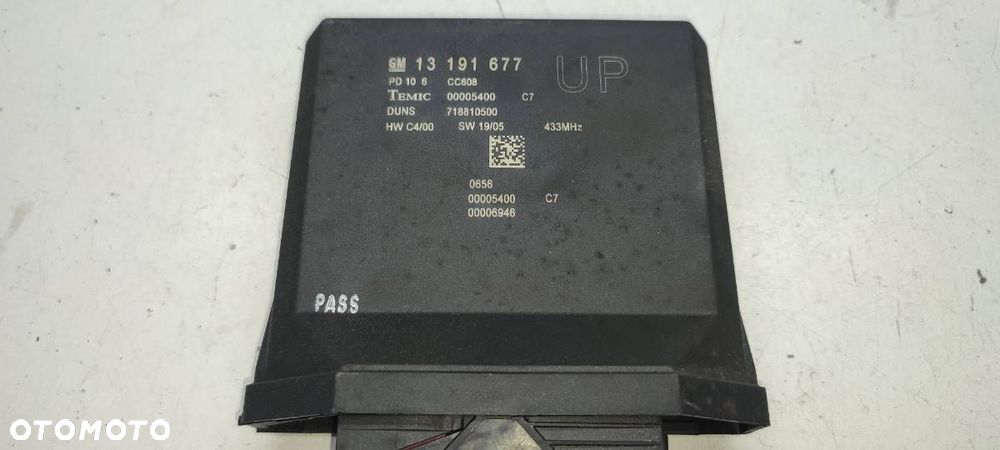 GM 13 191 677 UP
PD 10 6 CC608
TEMIC 00005400 C7
DUNS 718810500
HW C4/00 SW 19/05 433MHz
0656
00005400 C7
00006946
PASS
OTOMOTO